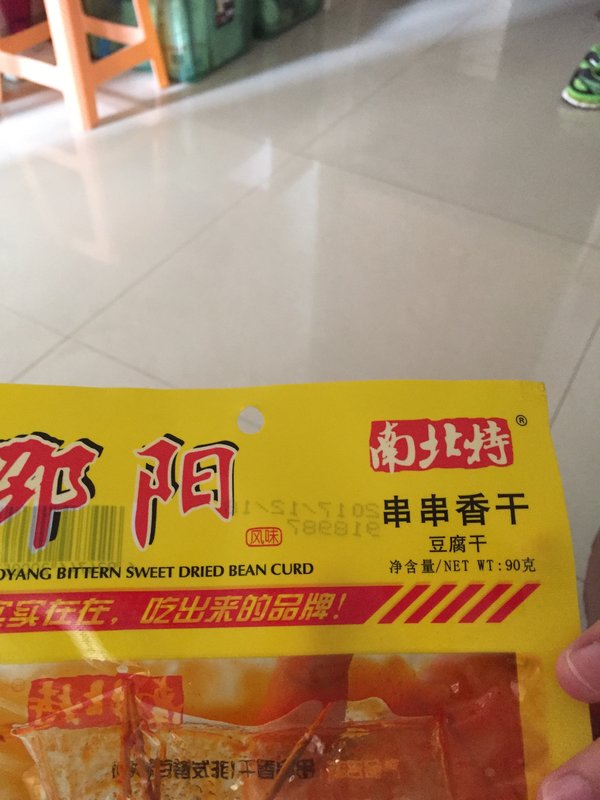 邵阳
风味
南北特®
串串香干
豆腐干
净含量/NET WT:90克
OYANG BITTERN SWEET DRIED BEAN CURD
实实在在，吃出来的品牌!
2017/12/1
918987